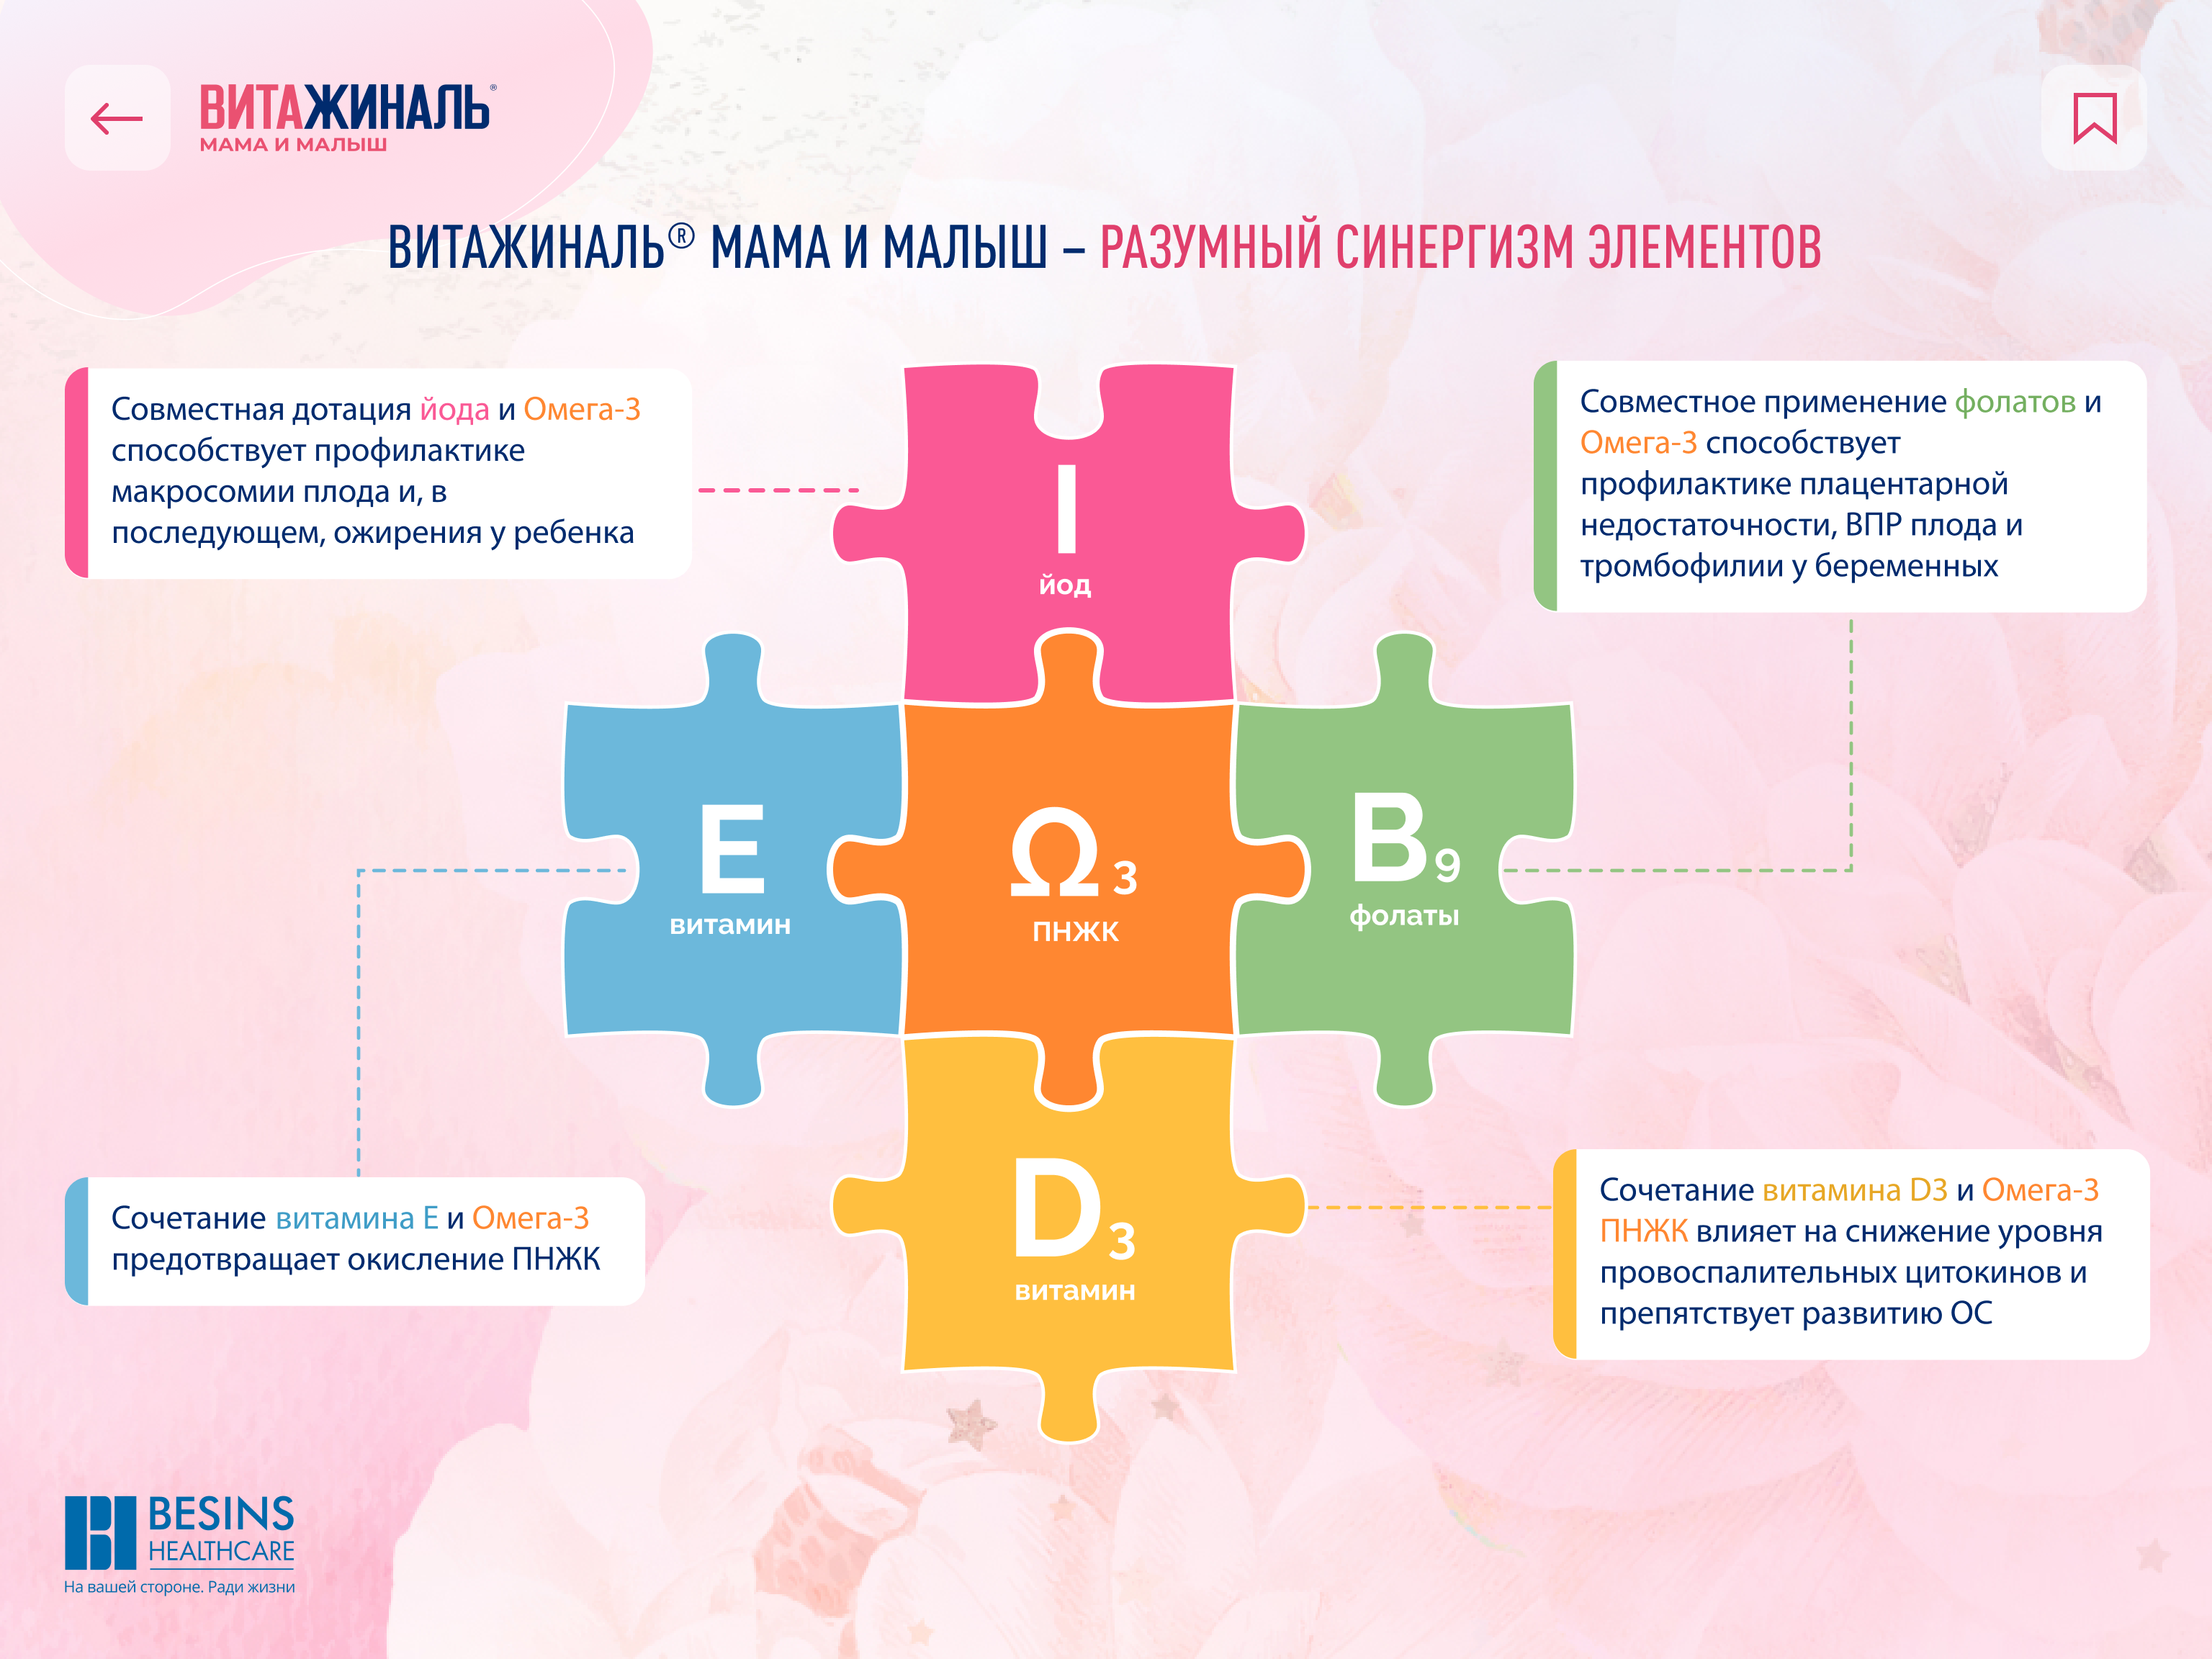 ВИТАЖИНАЛЬ®
МАМА И МАЛЫШ
ВИТАЖИНАЛЬ® МАМА И МАЛЫШ – РАЗУМНЫЙ СИНЕРГИЗМ ЭЛЕМЕНТОВ
Совместная дотация йода и Омега-3
способствует профилактике
макросомии плода и, в
последующем, ожирения у ребенка
Совместное применение фолатов и
Омега-3 способствует
профилактике плацентарной
недостаточности, ВПР плода и
тромбофилии у беременных
I
йод
E
витамин
Ω 3
ПНЖК
B9
фолаты
D3
витамин
Сочетание витамина Е и Омега-3
предотвращает окисление ПНЖК
Сочетание витамина D3 и Омега-3
ПНЖК влияет на снижение уровня
провоспалительных цитокинов и
препятствует развитию ОС
BESINS
HEALTHCARE
На вашей стороне. Ради жизни